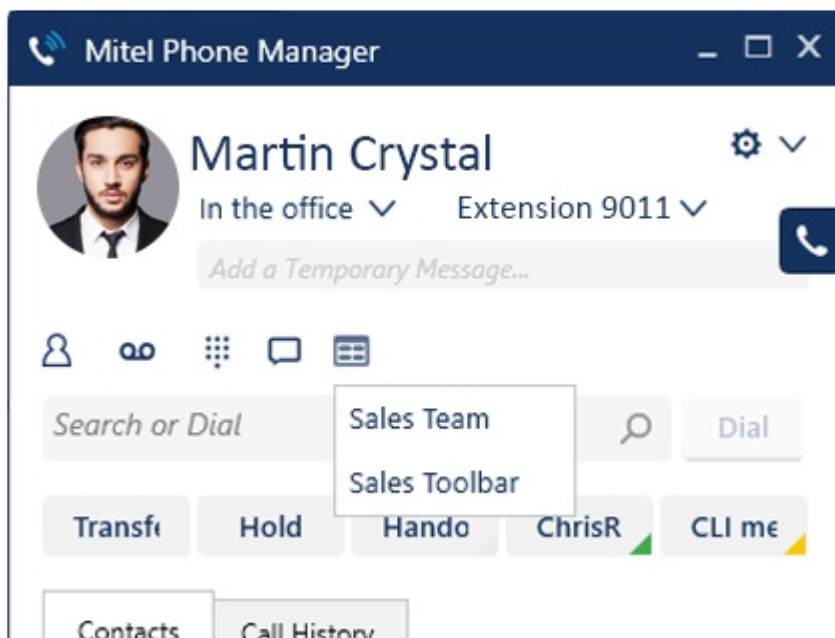 Mitel Phone Manager
Martin Crystal
In the office Extension 9011
Add a Temporary Message...
Search or Dial Dial
Sales Team
Sales Toolbar
Transfe Hold Hando ChrisR CLI me
Contacts Call History